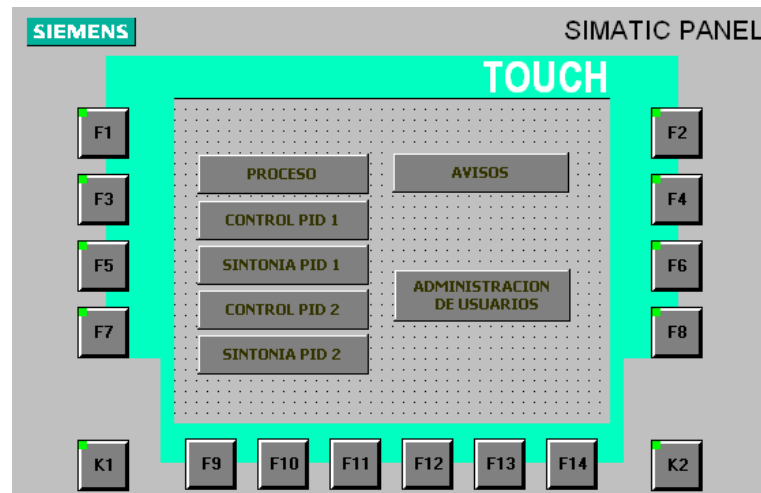 SIEMENS
SIMATIC PANEL
TOUCH
F1
F2
PROCESO
AVISOS
F3
F4
CONTROL PID 1
SINTONIA PID 1
F5
F6
ADMINISTRACION
DE USUARIOS
CONTROL PID 2
F7
F8
SINTONIA PID 2
K1
F9
F10
F11
F12
F13
F14
K2